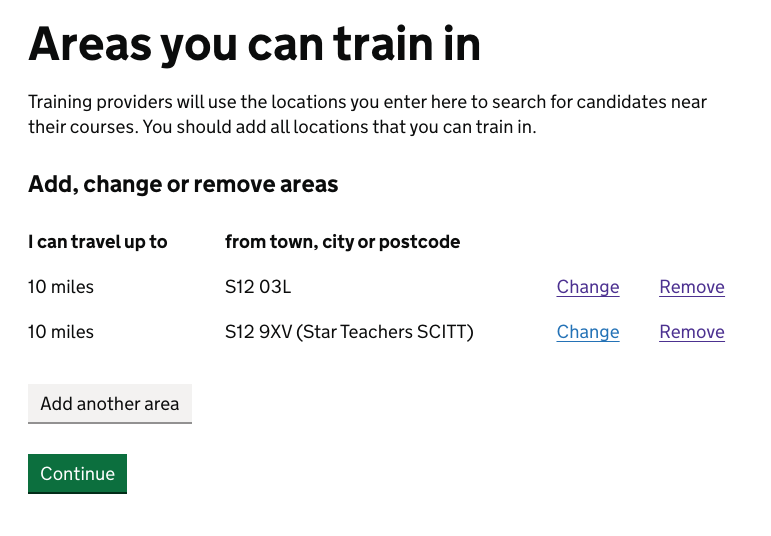 Areas you can train in
Training providers will use the locations you enter here to search for candidates near
their courses. You should add all locations that you can train in.
Add, change or remove areas
I can travel up to from town, city or postcode
10 miles S12 03L Change Remove
10 miles S12 9XV (Star Teachers SCITT) Change Remove
Add another area
Continue